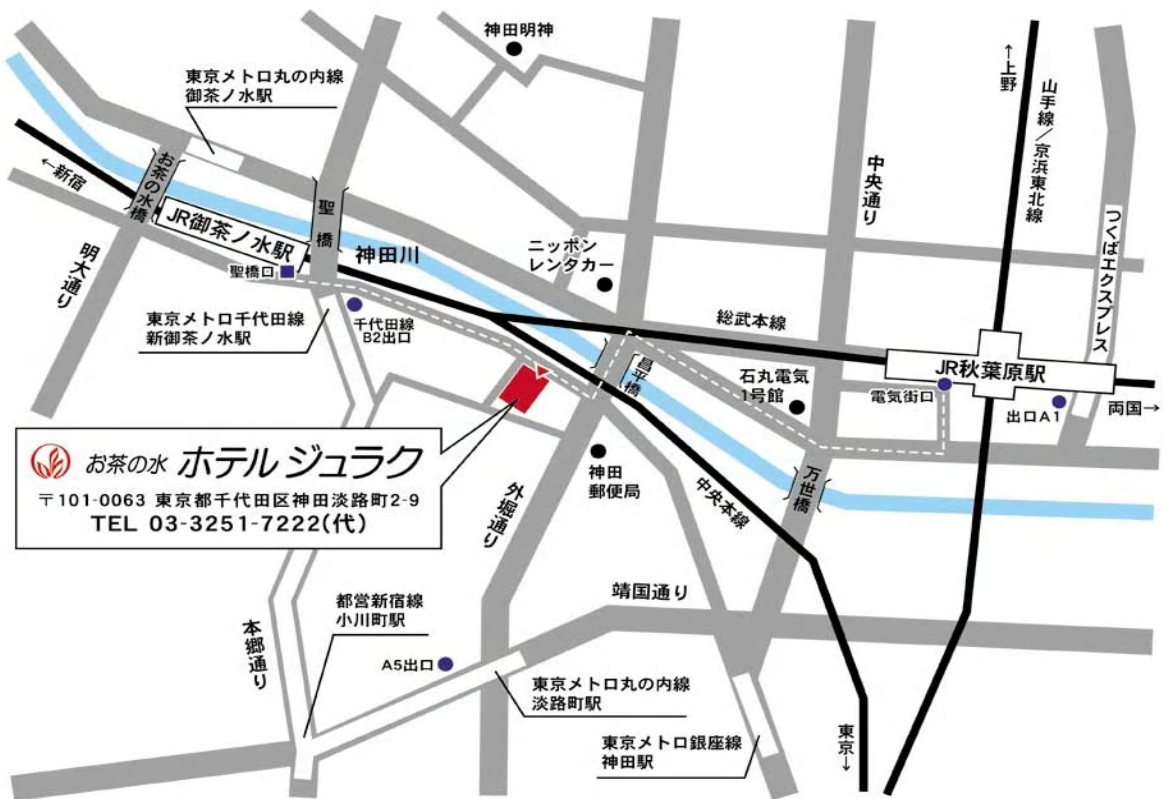 神田明神
東京メトロ丸の内線
御茶ノ水駅
←上野
山手線／京浜東北線
中央通り
つくばエクスプレス
←新宿
お茶の水橋
JR御茶ノ水駅
聖橋
神田川
ニッポン
レンタカー
聖橋口
明大通り
東京メトロ千代田線
新御茶ノ水駅
千代田線
B2出口
総武本線
昌平橋
石丸電気
1号館
JR秋葉原駅
電気街口
出口A1
両国→
お茶の水 ホテル ジュラク
〒101-0063 東京都千代田区神田淡路町2-9
TEL 03-3251-7222(代)
外堀通り
神田
郵便局
中央本線
万世橋
靖国通り
都営新宿線
小川町駅
本郷通り
A5出口
東京メトロ丸の内線
淡路町駅
東京メトロ銀座線
神田駅
東京→